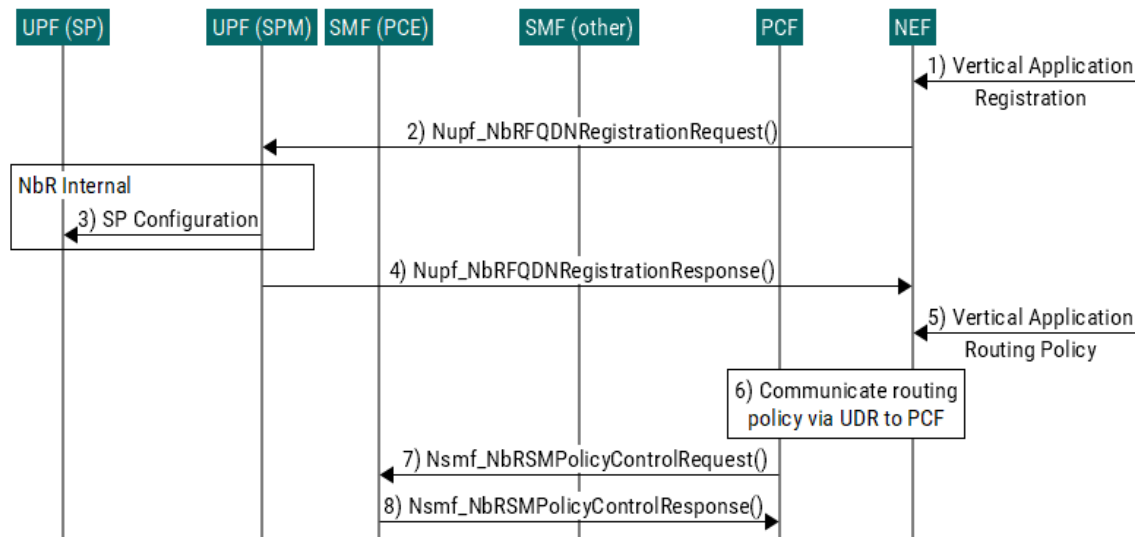 UPF (SP)
UPF (SPM)
SMF (PCE)
SMF (other)
PCF
NEF
1) Vertical Application
Registration
2) Nupf_NbRFQDNRegistrationRequest()
NbR Internal
3) SP Configuration
4) Nupf_NbRFQDNRegistrationResponse()
5) Vertical Application
Routing Policy
6) Communicate routing
policy via UDR to PCF
7) Nsmf_NbRSMPolicyControlRequest()
8) Nsmf_NbRSMPolicyControlResponse()